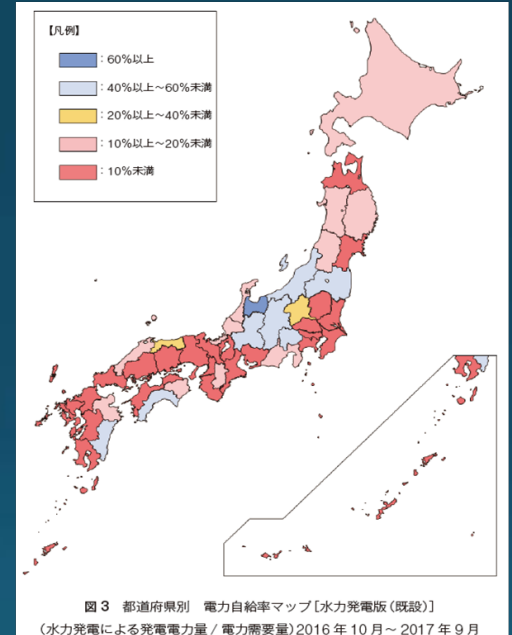 【凡例】
：60％以上
：40％以上～60％未満
：20％以上～40％未満
：10％以上～20％未満
：10％未満
図3 都道府県別 電力自給率マップ［水力発電版（既設）］
（水力発電による発電電力量 / 電力需要量）2016年10月～2017年9月